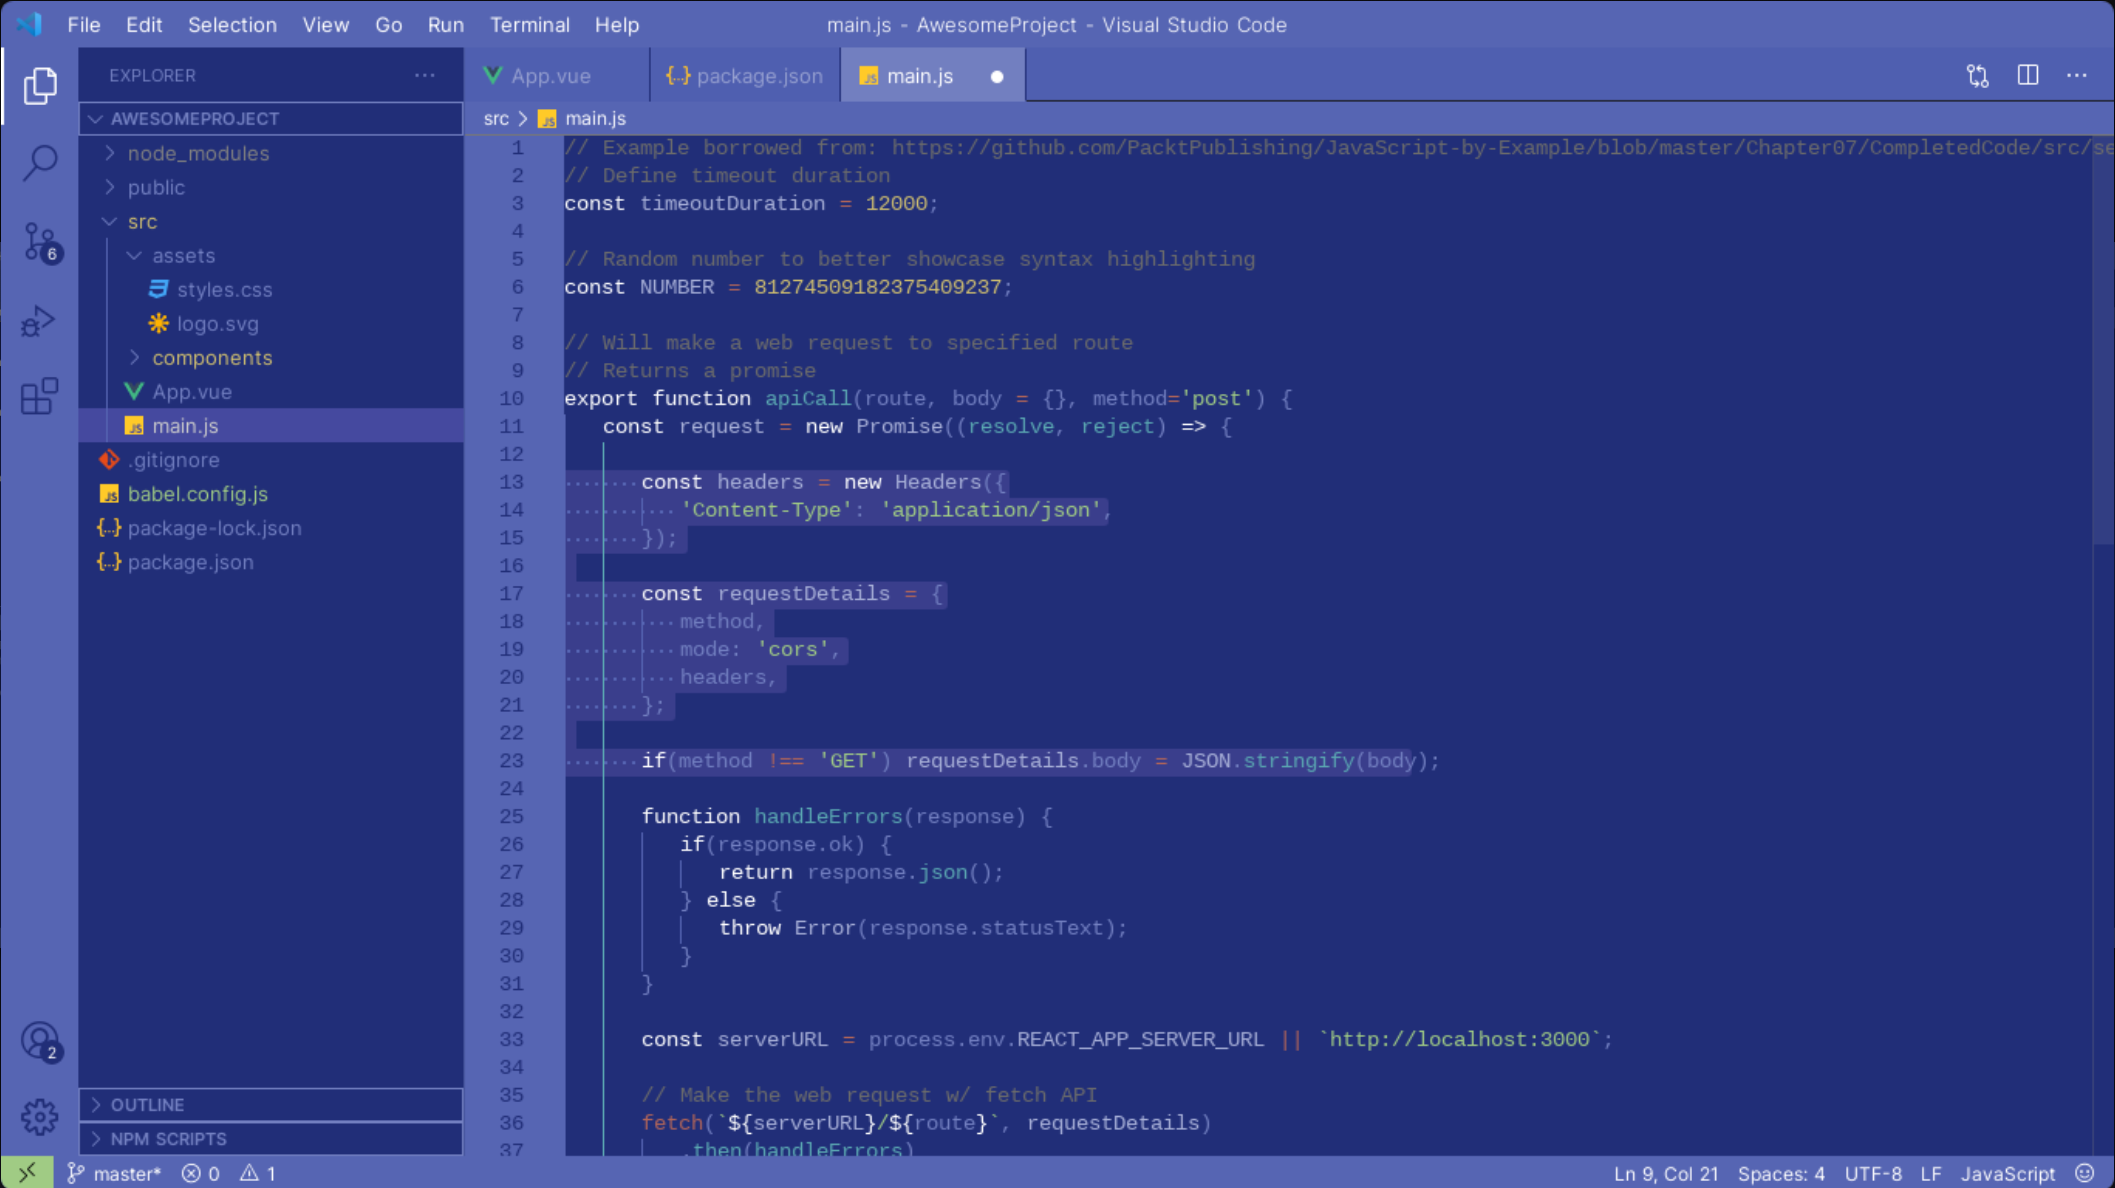 File Edit Selection View Go Run Terminal Help
main.js - AwesomeProject - Visual Studio Code
EXPLORER
AWESOMEPROJECT
node_modules
public
src
assets
styles.css
logo.svg
components
App.vue
main.js
.gitignore
babel.config.js
package-lock.json
package.json
OUTLINE
NPM SCRIPTS
6
2
App.vue
package.json
main.js
src > main.js
1 // Example borrowed from: https://github.com/PacktPublishing/JavaScript-by-Example/blob/master/Chapter07/CompletedCode/src/se
2 // Define timeout duration
3 const timeoutDuration = 12000;
4
5 // Random number to better showcase syntax highlighting
6 const NUMBER = 81274509182375409237;
7
8 // Will make a web request to specified route
9 // Returns a promise
10 export function apiCall(route, body = {}, method='post') {
11 const request = new Promise((resolve, reject) => {
12
13 const headers = new Headers({
14 'Content-Type': 'application/json',
15 });
16
17 const requestDetails = {
18 method,
19 mode: 'cors',
20 headers,
21 };
22
23 if(method !== 'GET') requestDetails.body = JSON.stringify(body);
24
25 function handleErrors(response) {
26 if(response.ok) {
27 return response.json();
28 } else {
29 throw Error(response.statusText);
30 }
31 }
32
33 const serverURL = process.env.REACT_APP_SERVER_URL || `http://localhost:3000`;
34
35 // Make the web request w/ fetch API
36 fetch(`${serverURL}/${route}`, requestDetails)
37 .then(handleErrors)
master* 0 1
Ln 9, Col 21 Spaces: 4 UTF-8 LF JavaScript